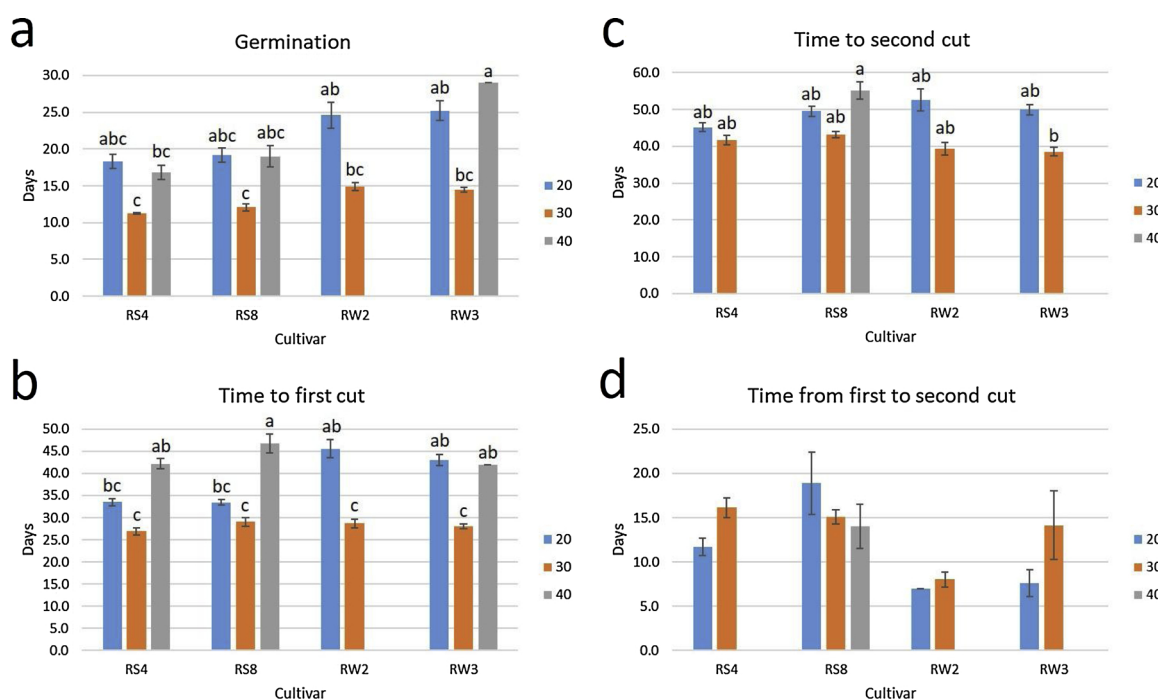 a
Germination
30.0
25.0
20.0
15.0
10.0
5.0
0.0
Days
abc
c
bc
abc
c
abc
ab
bc
ab
bc
a
RS4
RS8
RW2
RW3
Cultivar
20
30
40
b
Time to first cut
50.0
45.0
40.0
35.0
30.0
25.0
20.0
15.0
10.0
5.0
0.0
Days
bc
c
ab
bc
c
a
ab
c
ab
c
ab
RS4
RS8
RW2
RW3
Cultivar
20
30
40
c
Time to second cut
60.0
50.0
40.0
30.0
20.0
10.0
0.0
Days
ab
ab
ab
ab
a
ab
ab
ab
b
RS4
RS8
RW2
RW3
Cultivar
20
30
40
d
Time from first to second cut
25.0
20.0
15.0
10.0
5.0
0.0
Days
RS4
RS8
RW2
RW3
Cultivar
20
30
40